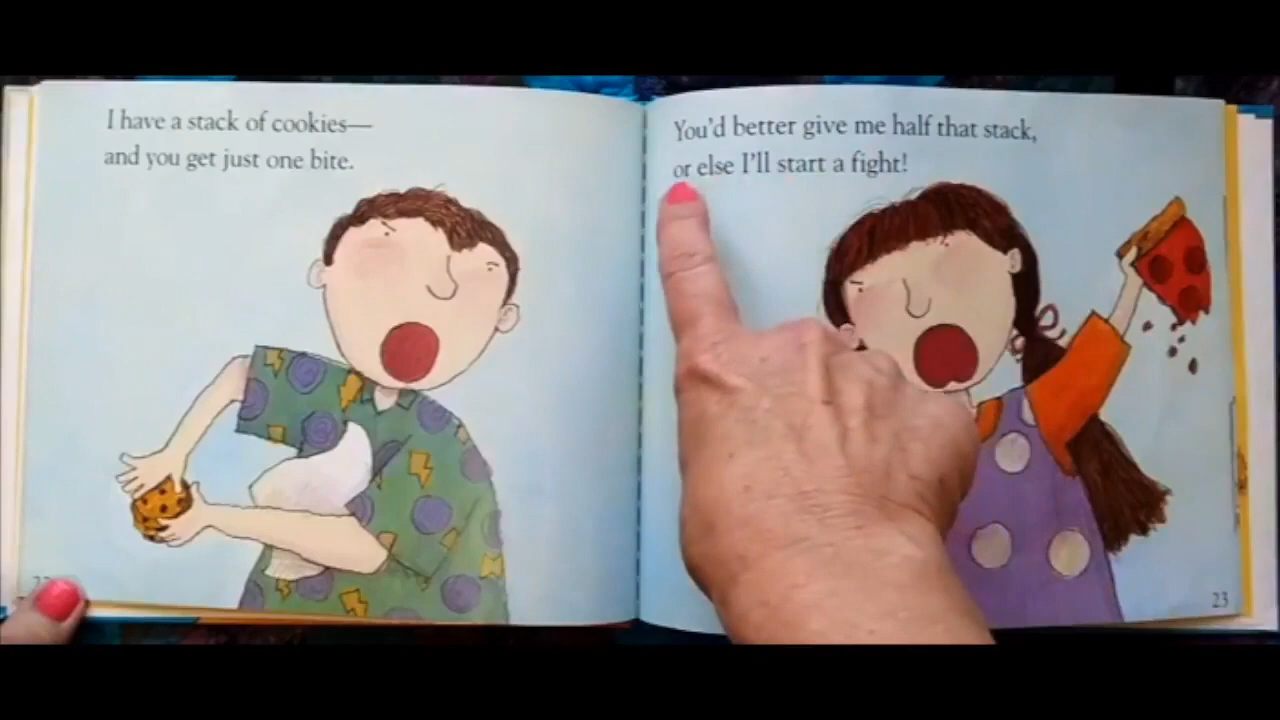 I have a stack of cookies—
and you get just one bite.
You'd better give me half that stack,
or else I'll start a fight!
23